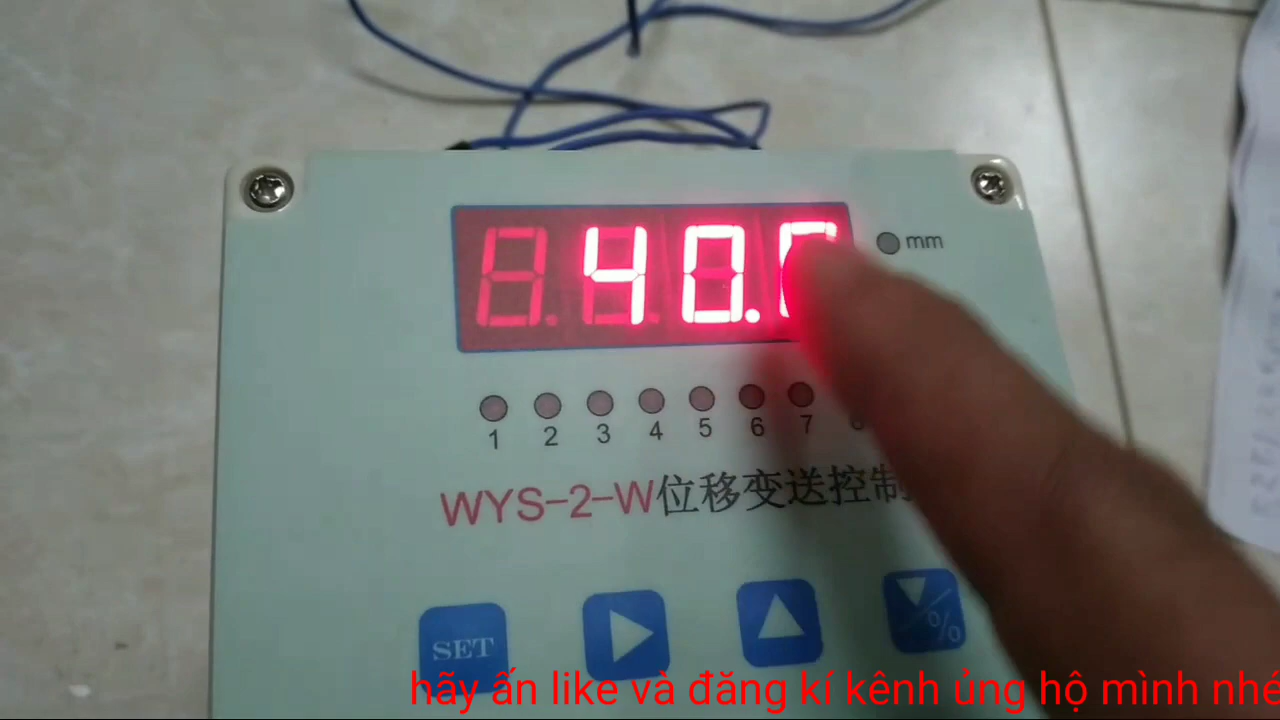 40.
mm
1 2 3 4 5 6 7
WYS-2-W位移变送控制
SET
%
hãy ấn like và đăng kí kênh ủng hộ mình nhé